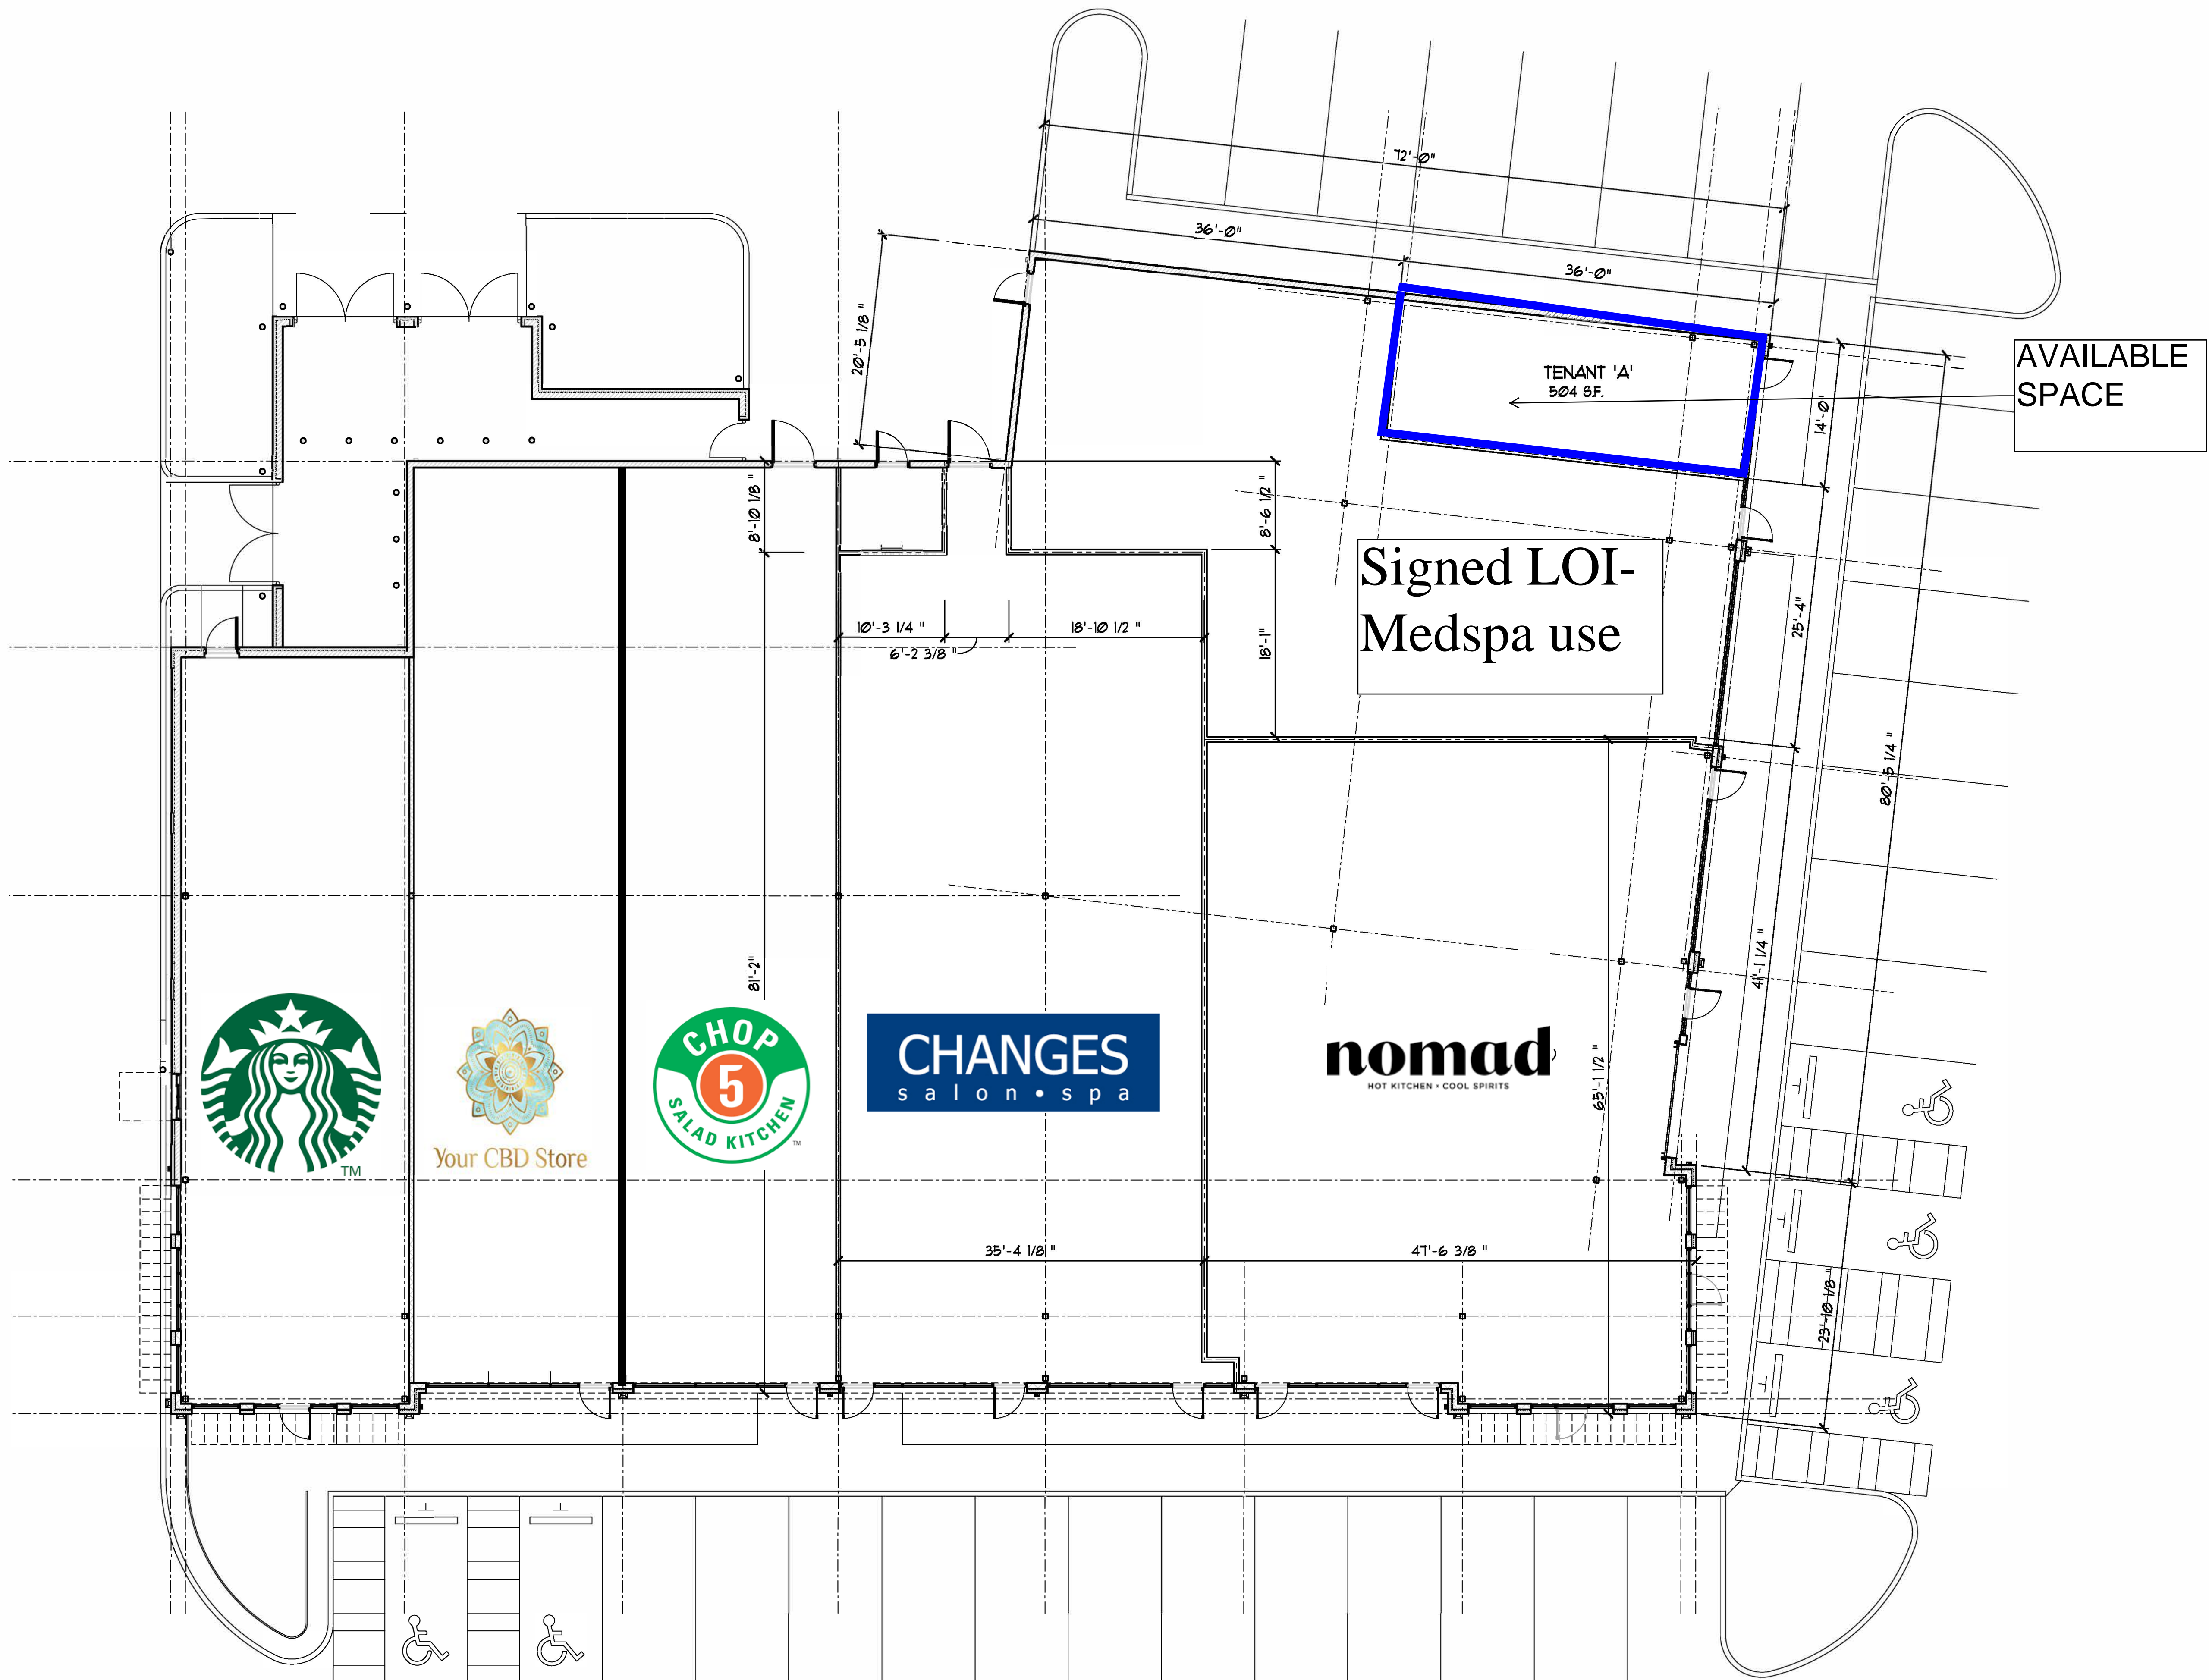 72'-0"
36'-0"
36'-0"
20'-5 1/8 "
TENANT 'A'
504 S.F.
AVAILABLE
SPACE
14'-0"
8'-10 1/8 "
8'-6 1/2 "
Signed LOI-
Medspa use
10'-3 1/4 "
18'-10 1/2 "
6'-2 3/8 "
18'-1"
25'-4"
80'-5 1/4 "
81'-2"
41'-1 1/4 "
TM
Your CBD Store
CHOP
5
SALAD KITCHEN
TM
CHANGES
salon • spa
nomad
HOT KITCHEN • COOL SPIRITS
65'-1 1/2 "
35'-4 1/8 "
47'-6 3/8 "
23'-10 1/8 "